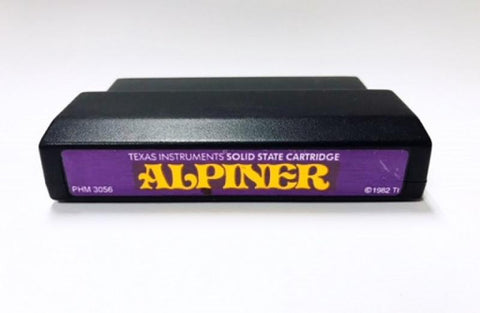 TEXAS INSTRUMENTS SOLID STATE CARTRIDGE
ALPINER
PHM 3056
©1982 TI